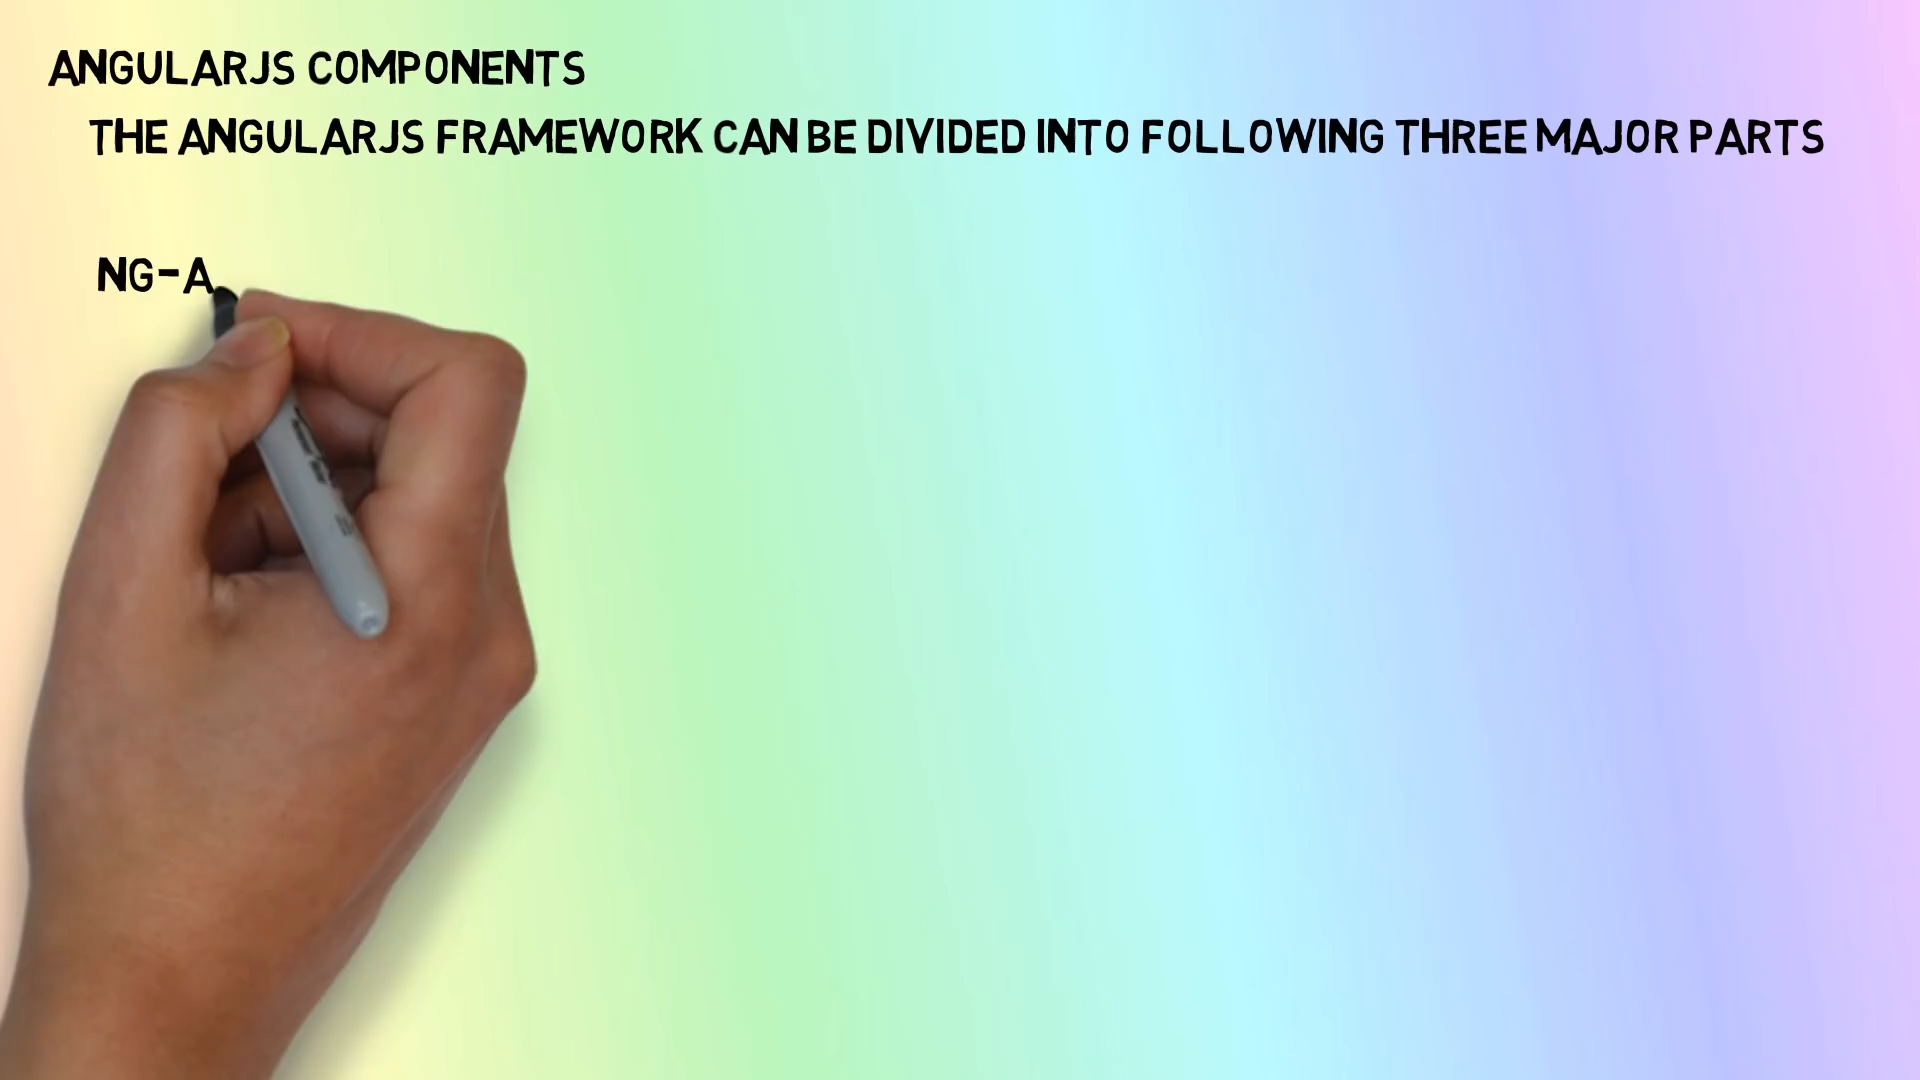 ANGULARJS COMPONENTS
THE ANGULARJS FRAMEWORK CAN BE DIVIDED INTO FOLLOWING THREE MAJOR PARTS
NG-A